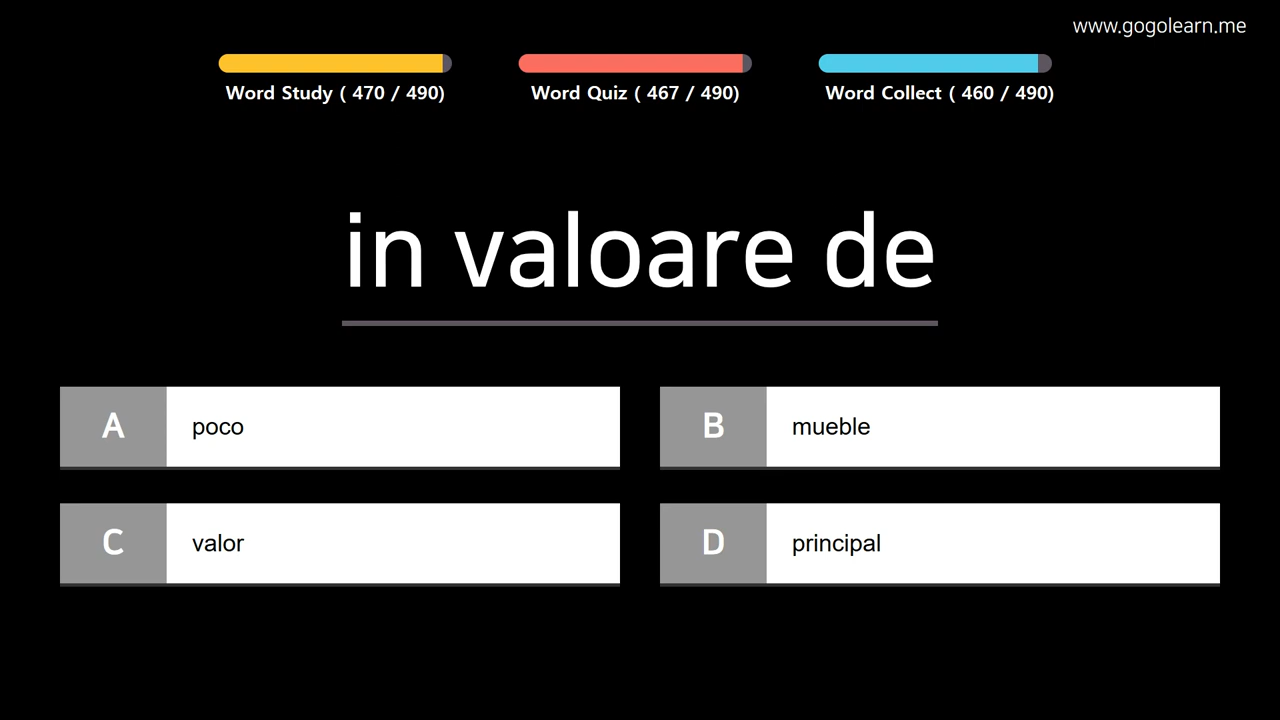 www.gogolearn.me
Word Study ( 470 / 490)
Word Quiz ( 467 / 490)
Word Collect ( 460 / 490)
in valoare de
A poco
B mueble
C valor
D principal